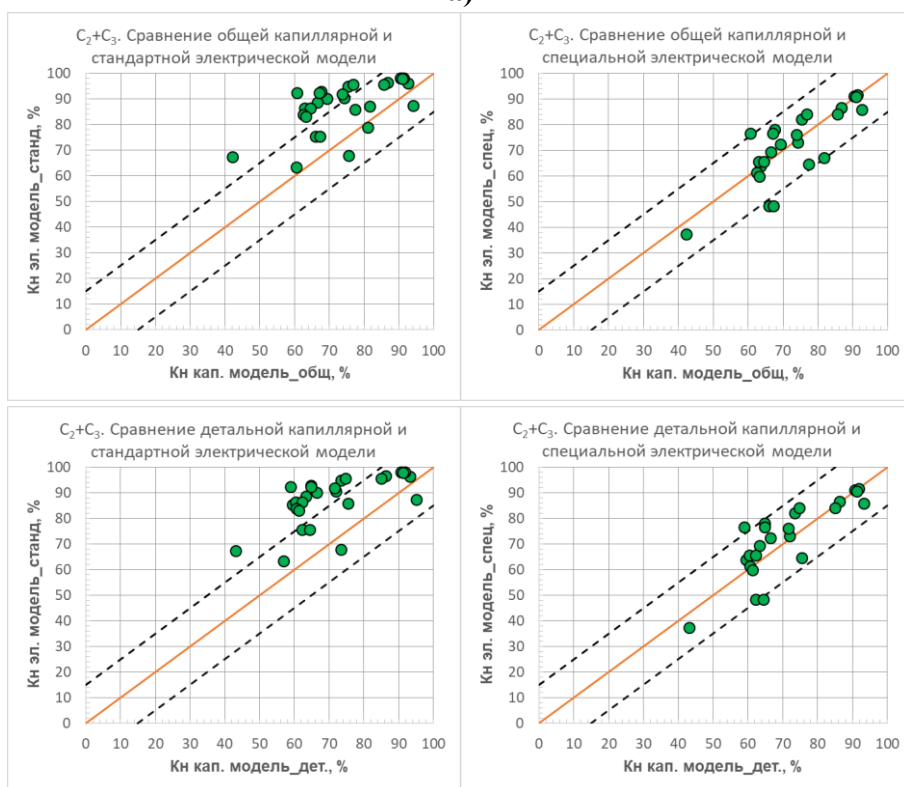 а)
C₂+C₃. Сравнение общей капиллярной и
стандартной электрической модели
Кн эл. модель_станд, %
100
90
80
70
60
50
40
30
20
10
0
0 10 20 30 40 50 60 70 80 90 100
Кн кап. модель_общ, %
C₂+C₃. Сравнение общей капиллярной и
специальной электрической модели
Кн эл. модель_спец, %
100
90
80
70
60
50
40
30
20
10
0
0 10 20 30 40 50 60 70 80 90 100
Кн кап. модель_общ, %
C₂+C₃. Сравнение детальной капиллярной и
стандартной электрической модели
Кн эл. модель_станд, %
100
90
80
70
60
50
40
30
20
10
0
0 10 20 30 40 50 60 70 80 90 100
Кн кап. модель_дет., %
C₂+C₃. Сравнение детальной капиллярной и
специальной электрической модели
Кн эл. модель_спец, %
100
90
80
70
60
50
40
30
20
10
0
0 10 20 30 40 50 60 70 80 90 100
Кн кап. модель_дет., %